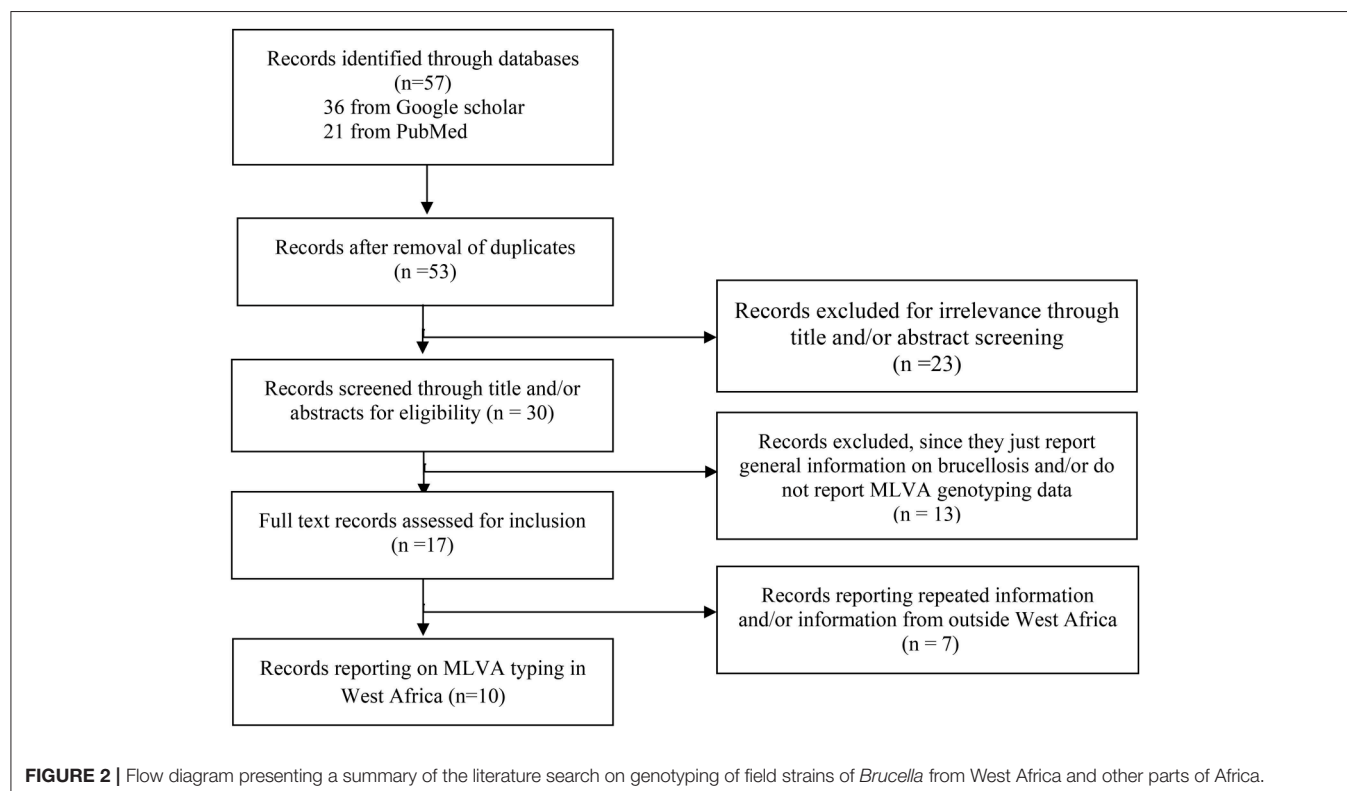 Records identified through databases
(n=57)
36 from Google scholar
21 from PubMed
Records after removal of duplicates
(n =53)
Records excluded for irrelevance through
title and/or abstract screening
(n =23)
Records screened through title and/or
abstracts for eligibility (n = 30)
Records excluded, since they just report
general information on brucellosis and/or do
not report MLVA genotyping data
(n = 13)
Full text records assessed for inclusion
(n =17)
Records reporting repeated information
and/or information from outside West Africa
(n = 7)
Records reporting on MLVA typing in
West Africa (n=10)
FIGURE 2 | Flow diagram presenting a summary of the literature search on genotyping of field strains of Brucella from West Africa and other parts of Africa.